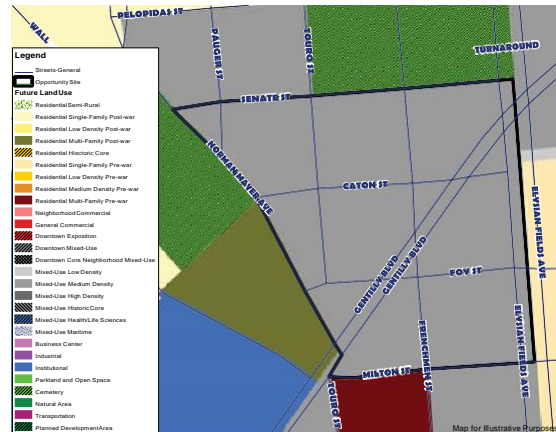 PELOPIDAS ST
WALL
PAUGER ST
TOURO ST
TURNAROUND
SENATE ST
NORMAN MAYER AVE
CATON ST
ELYSIAN FIELDS AVE
GENTILLY BLVD
GENTILLY BLVD
FOY ST
FRENCHMEN ST
ELYSIAN FIELDS AVE
MILTON ST
TOURO ST
Map for Illustrative Purposes
Legend
Streets-General
Opportunity Site
Future Land Use
Residential Semi-Rural
Residential Single-Family Post-war
Residential Low Density Post-war
Residential Multi-Family Post-war
Residential Historic Core
Residential Single-Family Pre-war
Residential Low Density Pre-war
Residential Medium Density Pre-war
Residential Multi-Family Pre-war
Neighborhood Commercial
General Commercial
Downtown Exposition
Downtown Mixed-Use
Downtown Core Neighborhood Mixed-Use
Mixed-Use Low Density
Mixed-Use Medium Density
Mixed-Use High Density
Mixed-Use Historic Core
Mixed-Use Health/Life Sciences
Mixed-Use Maritime
Business Center
Industrial
Institutional
Parkland and Open Space
Cemetery
Natural Area
Transportation
Planned Development Area